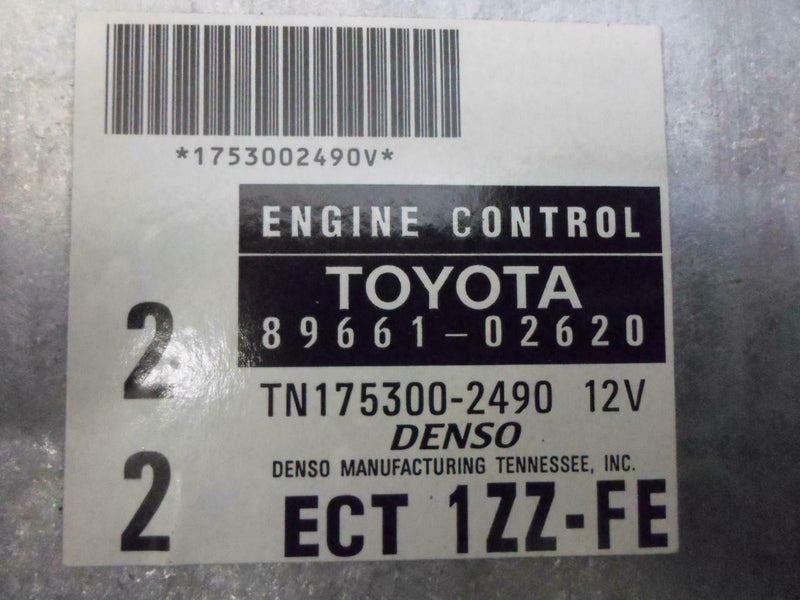 *1753002490V*
ENGINE CONTROL
TOYOTA
89661-02620
2
TN175300-2490 12V
DENSO
DENSO MANUFACTURING TENNESSEE, INC.
2
ECT 1ZZ-FE